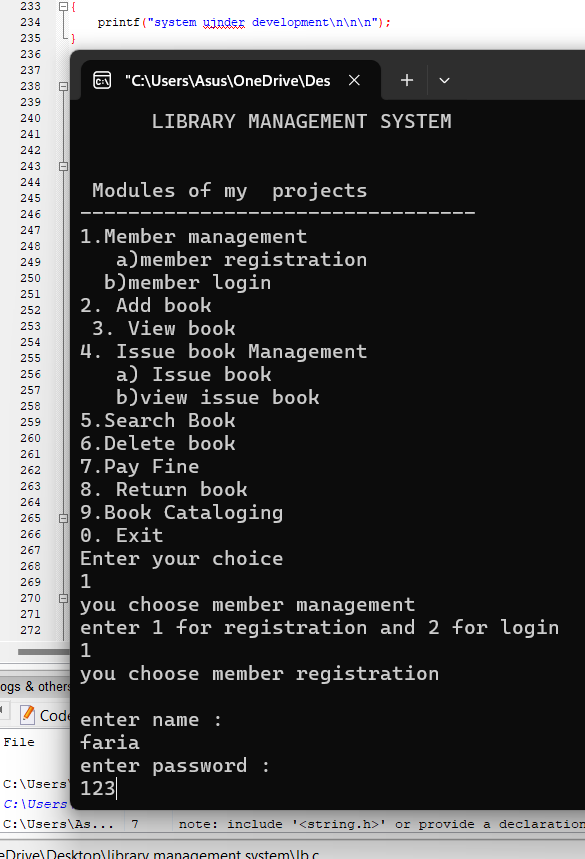 233 {
234 printf("system ujnder development\n\n\n");
235 }
236
237
238
239
240
241
242
243
244
245
246
247
248
249
250
251
252
253
254
255
256
257
258
259
260
261
262
263
264
265
266
267
268
269
270
271
272
"C:\Users\Asus\OneDrive\Des
LIBRARY MANAGEMENT SYSTEM
Modules of my  projects
---------------------------------
1.Member management
a)member registration
b)member login
2. Add book
3. View book
4. Issue book Management
a) Issue book
b)view issue book
5.Search Book
6.Delete book
7.Pay Fine
8. Return book
9.Book Cataloging
0. Exit
Enter your choice
1
you choose member management
enter 1 for registration and 2 for login
1
you choose member registration
enter name :
faria
enter password :
123
ogs & others
Code
File
C:\Users
C:\Users
C:\Users\As... 7 note: include '<string.h>' or provide a declaration
eDrive\Desktop\library management system\lb.c